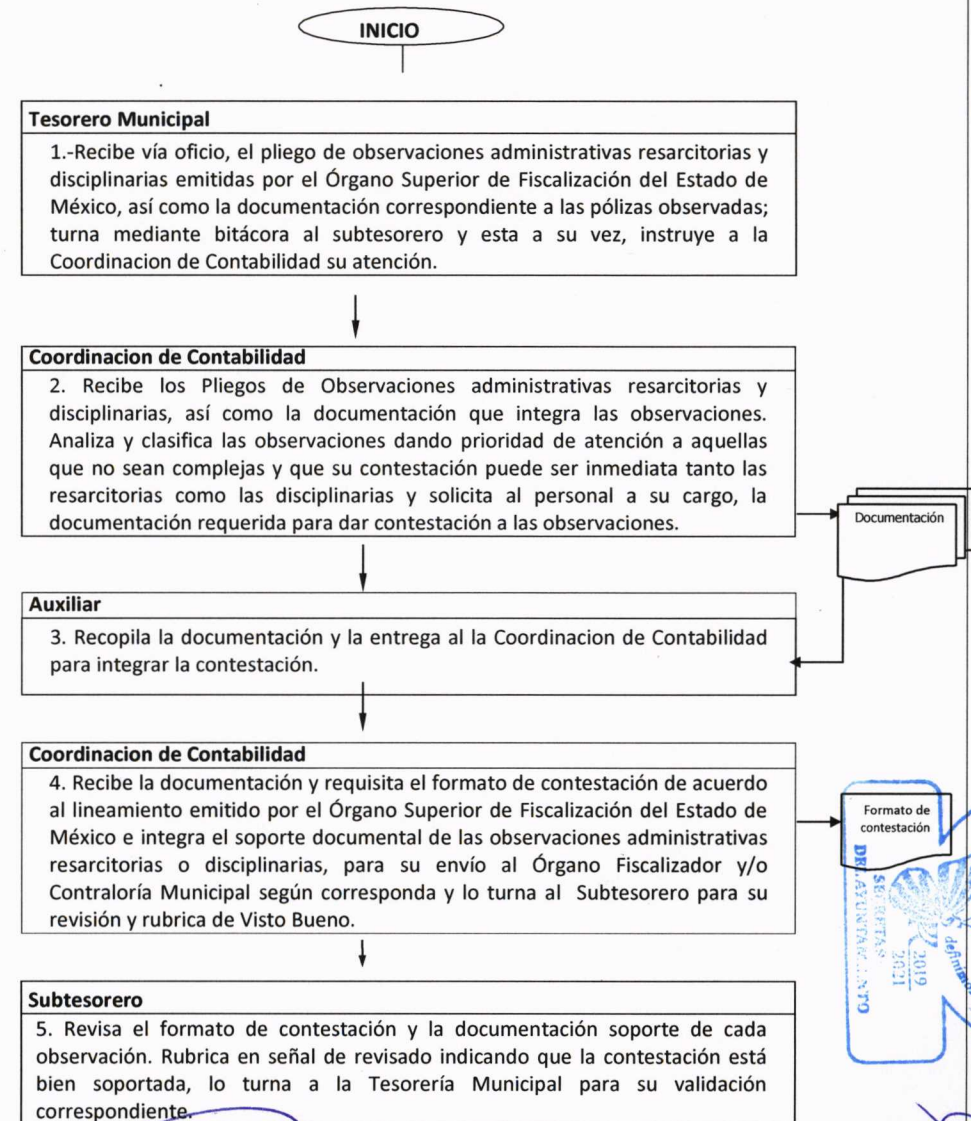 INICIO
Tesorero Municipal
1.-Recibe vía oficio, el pliego de observaciones administrativas resarcitorias y
disciplinarias emitidas por el Órgano Superior de Fiscalización del Estado de
México, así como la documentación correspondiente a las pólizas observadas;
turna mediante bitácora al subtesorero y esta a su vez, instruye a la
Coordinacion de Contabilidad su atención.
Coordinacion de Contabilidad
2. Recibe los Pliegos de Observaciones administrativas resarcitorias y
disciplinarias, así como la documentación que integra las observaciones.
Analiza y clasifica las observaciones dando prioridad de atención a aquellas
que no sean complejas y que su contestación puede ser inmediata tanto las
resarcitorias como las disciplinarias y solicita al personal a su cargo, la
documentación requerida para dar contestación a las observaciones.
Documentación
Auxiliar
3. Recopila la documentación y la entrega al la Coordinacion de Contabilidad
para integrar la contestación.
Coordinacion de Contabilidad
4. Recibe la documentación y requisita el formato de contestación de acuerdo
al lineamiento emitido por el Órgano Superior de Fiscalización del Estado de
México e integra el soporte documental de las observaciones administrativas
resarcitorias o disciplinarias, para su envío al Órgano Fiscalizador y/o
Contraloría Municipal según corresponda y lo turna al Subtesorero para su
revisión y rubrica de Visto Bueno.
Formato de
contestación
2019
2021
Subtesorero
5. Revisa el formato de contestación y la documentación soporte de cada
observación. Rubrica en señal de revisado indicando que la contestación está
bien soportada, lo turna a la Tesorería Municipal para su validación
correspondiente.